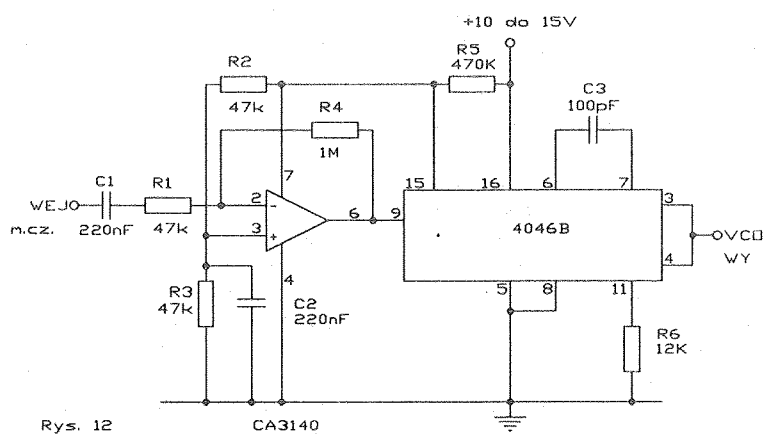 +10 do 15V
R5
470K
R2
47k
R4
1M
C3
100pF
7
15
16
6
7
C1
R1
2
-
WEJ
m.cz.
220nF
47k
3
+
6
9
4046B
3
VCO
WY
4
4
5
8
11
R3
47k
C2
220nF
R6
12K
Rys. 12
CA3140